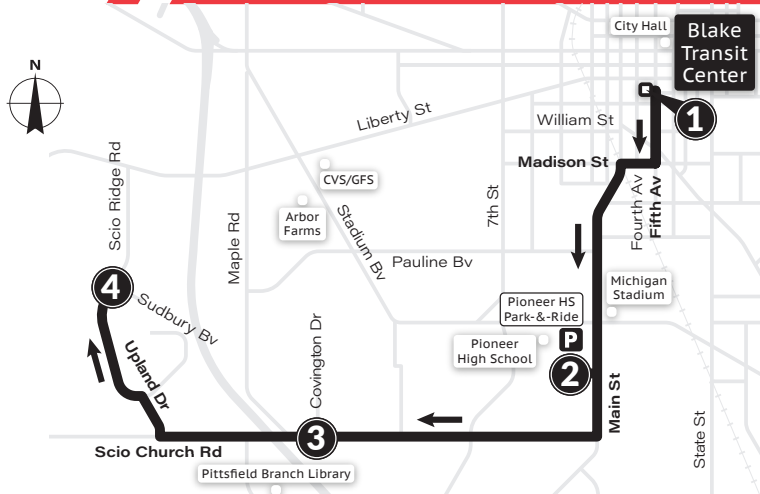 City Hall
Blake
Transit
Center
N
1
Liberty St
William St
Madison St
Scio Ridge Rd
CVS/GFS
Arbor
Farms
Stadium Bv
Maple Rd
7th St
Fourth Av
Fifth Av
Pauline Bv
4
Sudbury Bv
Michigan
Stadium
Pioneer HS
Park-&-Ride
P
Pioneer
High School
2
Upland Dr
Covington Dr
Main St
State St
3
Scio Church Rd
Pittsfield Branch Library